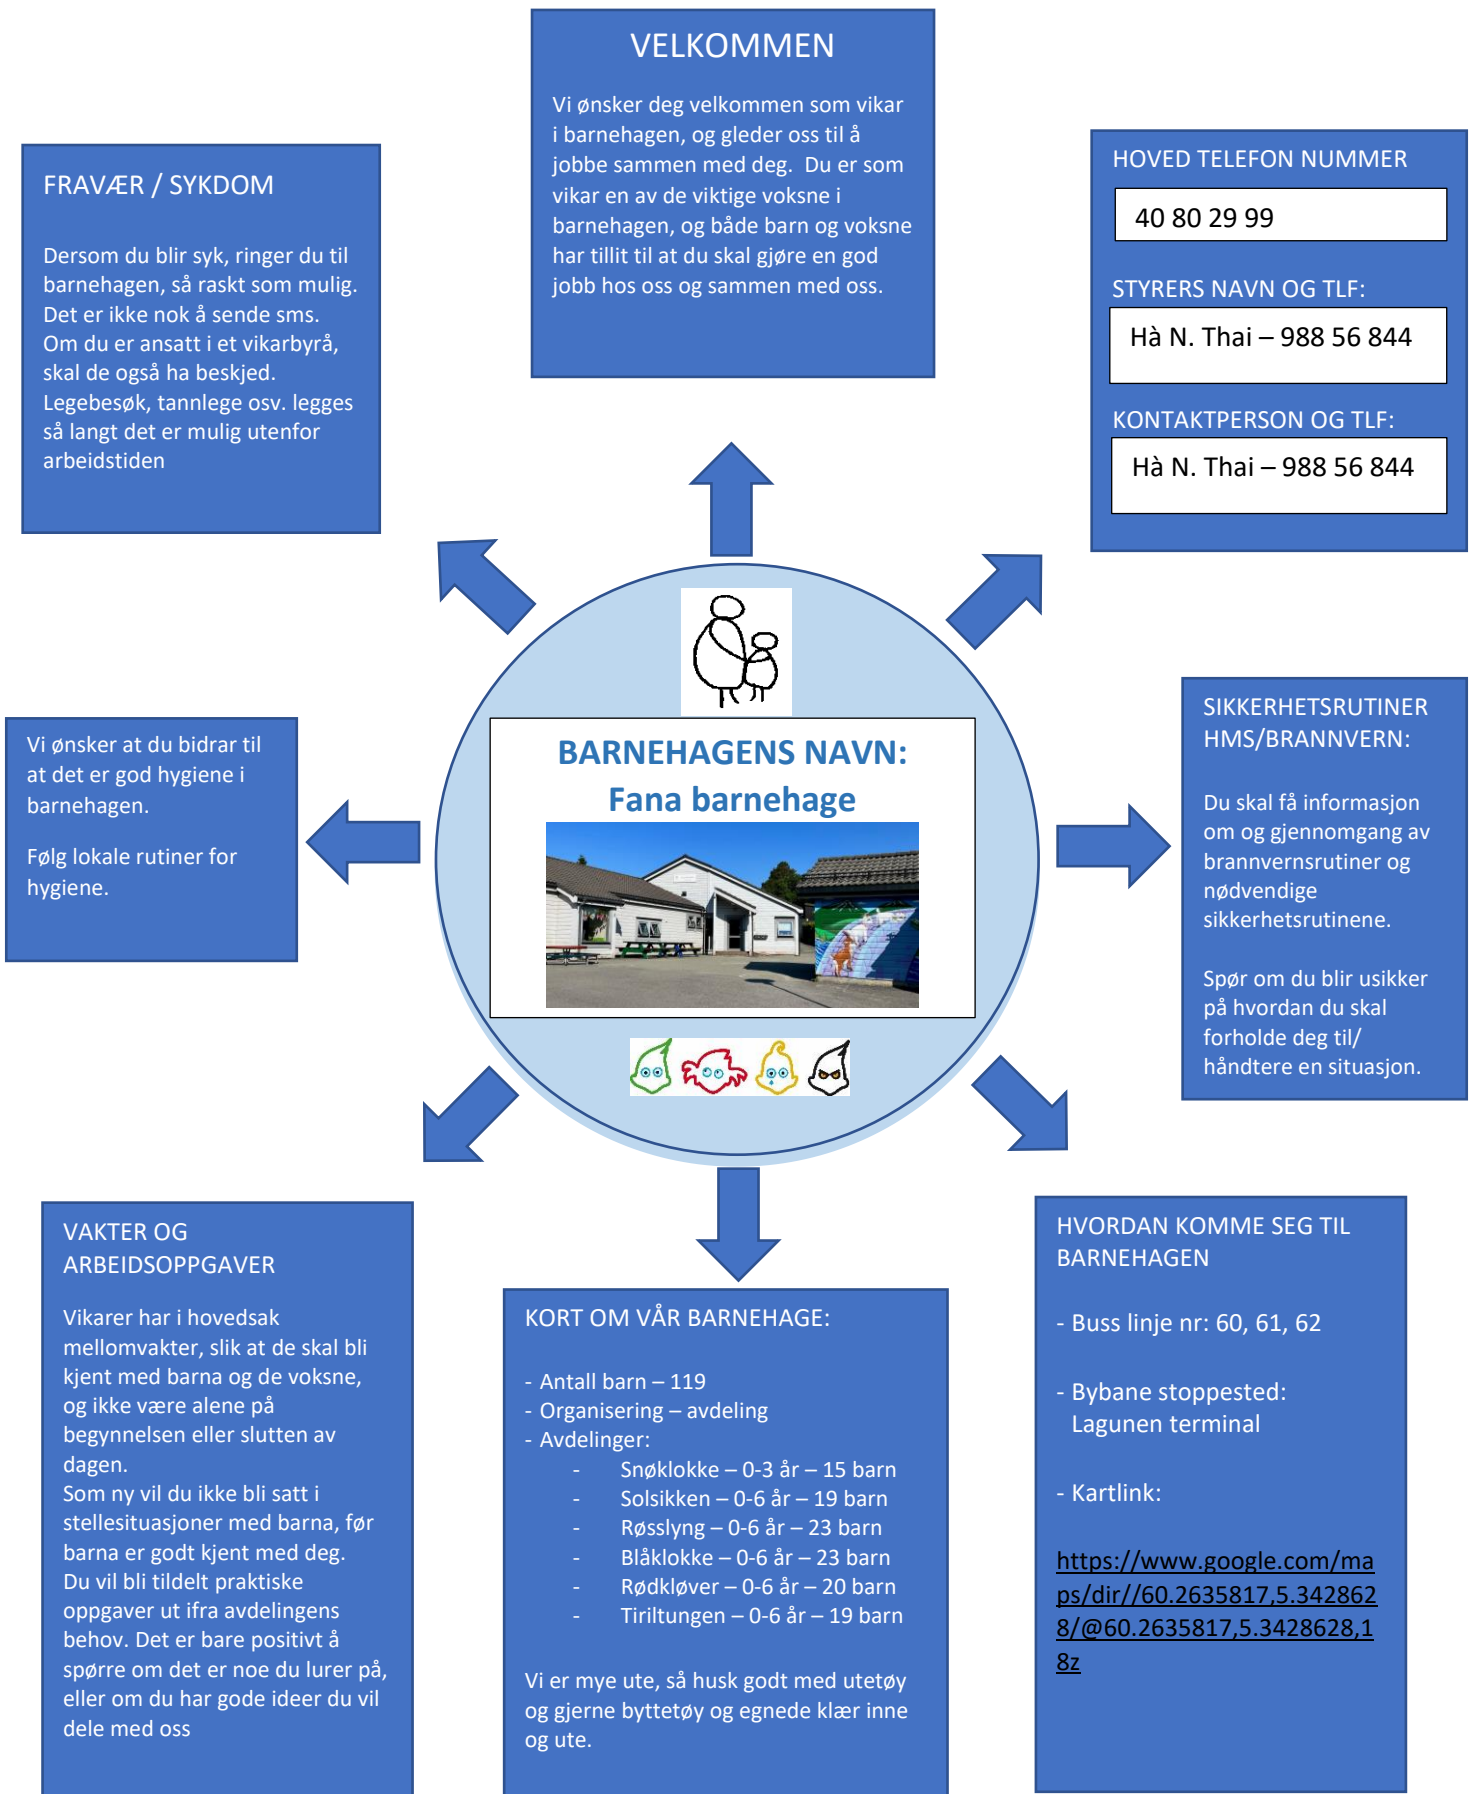 VELKOMMEN
Vi ønsker deg velkommen som vikar
i barnehagen, og gleder oss til å
jobbe sammen med deg.  Du er som
vikar en av de viktige voksne i
barnehagen, og både barn og voksne
har tillit til at du skal gjøre en god
jobb hos oss og sammen med oss.
FRAVÆR / SYKDOM
Dersom du blir syk, ringer du til
barnehagen, så raskt som mulig.
Det er ikke nok å sende sms.
Om du er ansatt i et vikarbyrå,
skal de også ha beskjed.
Legebesøk, tannlege osv. legges
så langt det er mulig utenfor
arbeidstiden
HOVED TELEFON NUMMER
40 80 29 99
STYRERS NAVN OG TLF:
Hà N. Thai – 988 56 844
KONTAKTPERSON OG TLF:
Hà N. Thai – 988 56 844
Vi ønsker at du bidrar til
at det er god hygiene i
barnehagen.
Følg lokale rutiner for
hygiene.
BARNEHAGENS NAVN:
Fana barnehage
SIKKERHETSRUTINER
HMS/BRANNVERN:
Du skal få informasjon
om og gjennomgang av
brannvernsrutiner og
nødvendige
sikkerhetsrutinene.
Spør om du blir usikker
på hvordan du skal
forholde deg til/
håndtere en situasjon.
VAKTER OG
ARBEIDSOPPGAVER
Vikarer har i hovedsak
mellomvakter, slik at de skal bli
kjent med barna og de voksne,
og ikke være alene på
begynnelsen eller slutten av
dagen.
Som ny vil du ikke bli satt i
stellesituasjoner med barna, før
barna er godt kjent med deg.
Du vil bli tildelt praktiske
oppgaver ut ifra avdelingens
behov. Det er bare positivt å
spørre om det er noe du lurer på,
eller om du har gode ideer du vil
dele med oss
KORT OM VÅR BARNEHAGE:
- Antall barn – 119
- Organisering – avdeling
- Avdelinger:
- Snøklokke – 0-3 år – 15 barn
- Solsikken – 0-6 år – 19 barn
- Røsslyng – 0-6 år – 23 barn
- Blåklokke – 0-6 år – 23 barn
- Rødkløver – 0-6 år – 20 barn
- Tiriltungen – 0-6 år – 19 barn
Vi er mye ute, så husk godt med utetøy
og gjerne byttetøy og egnede klær inne
og ute.
HVORDAN KOMME SEG TIL
BARNEHAGEN
- Buss linje nr: 60, 61, 62
- Bybane stoppested:
Lagunen terminal
- Kartlink:
https://www.google.com/ma
ps/dir//60.2635817,5.342862
8/@60.2635817,5.3428628,1
8z